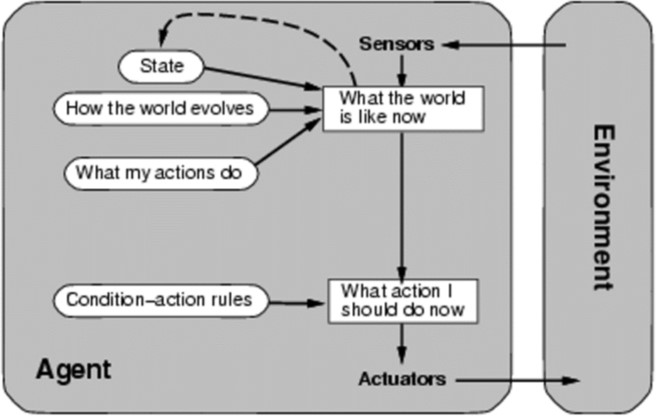 Sensors
State
How the world evolves
What the world
is like now
What my actions do
Condition–action rules
What action I
should do now
Agent
Actuators
Environment